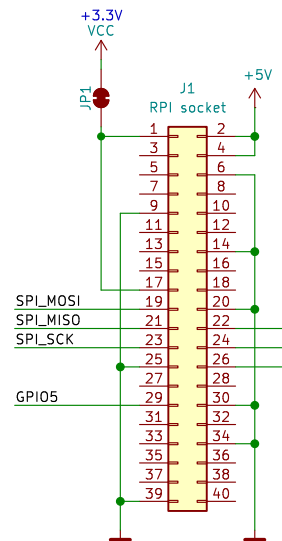 +3.3V
VCC
JP1
+5V
J1
RPI socket
1 2
3 4
5 6
7 8
9 10
11 12
13 14
15 16
17 18
SPI_MOSI 19 20
SPI_MISO 21 22
SPI_SCK 23 24
25 26
27 28
GPIO5 29 30
31 32
33 34
35 36
37 38
39 40